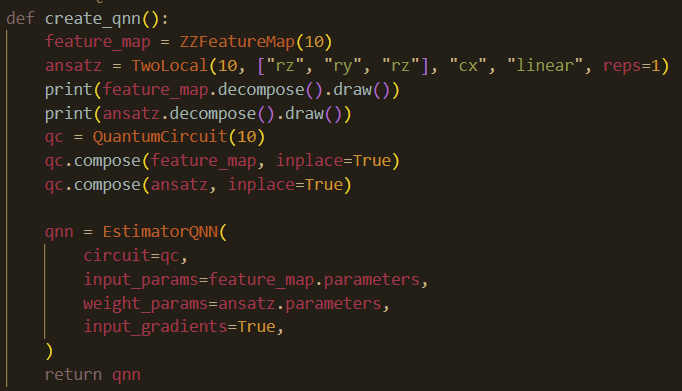 def create_qnn():
    feature_map = ZZFeatureMap(10)
    ansatz = TwoLocal(10, ["rz", "ry", "rz"], "cx", "linear", reps=1)
    print(feature_map.decompose().draw())
    print(ansatz.decompose().draw())
    qc = QuantumCircuit(10)
    qc.compose(feature_map, inplace=True)
    qc.compose(ansatz, inplace=True)

    qnn = EstimatorQNN(
        circuit=qc,
        input_params=feature_map.parameters,
        weight_params=ansatz.parameters,
        input_gradients=True,
    )
    return qnn